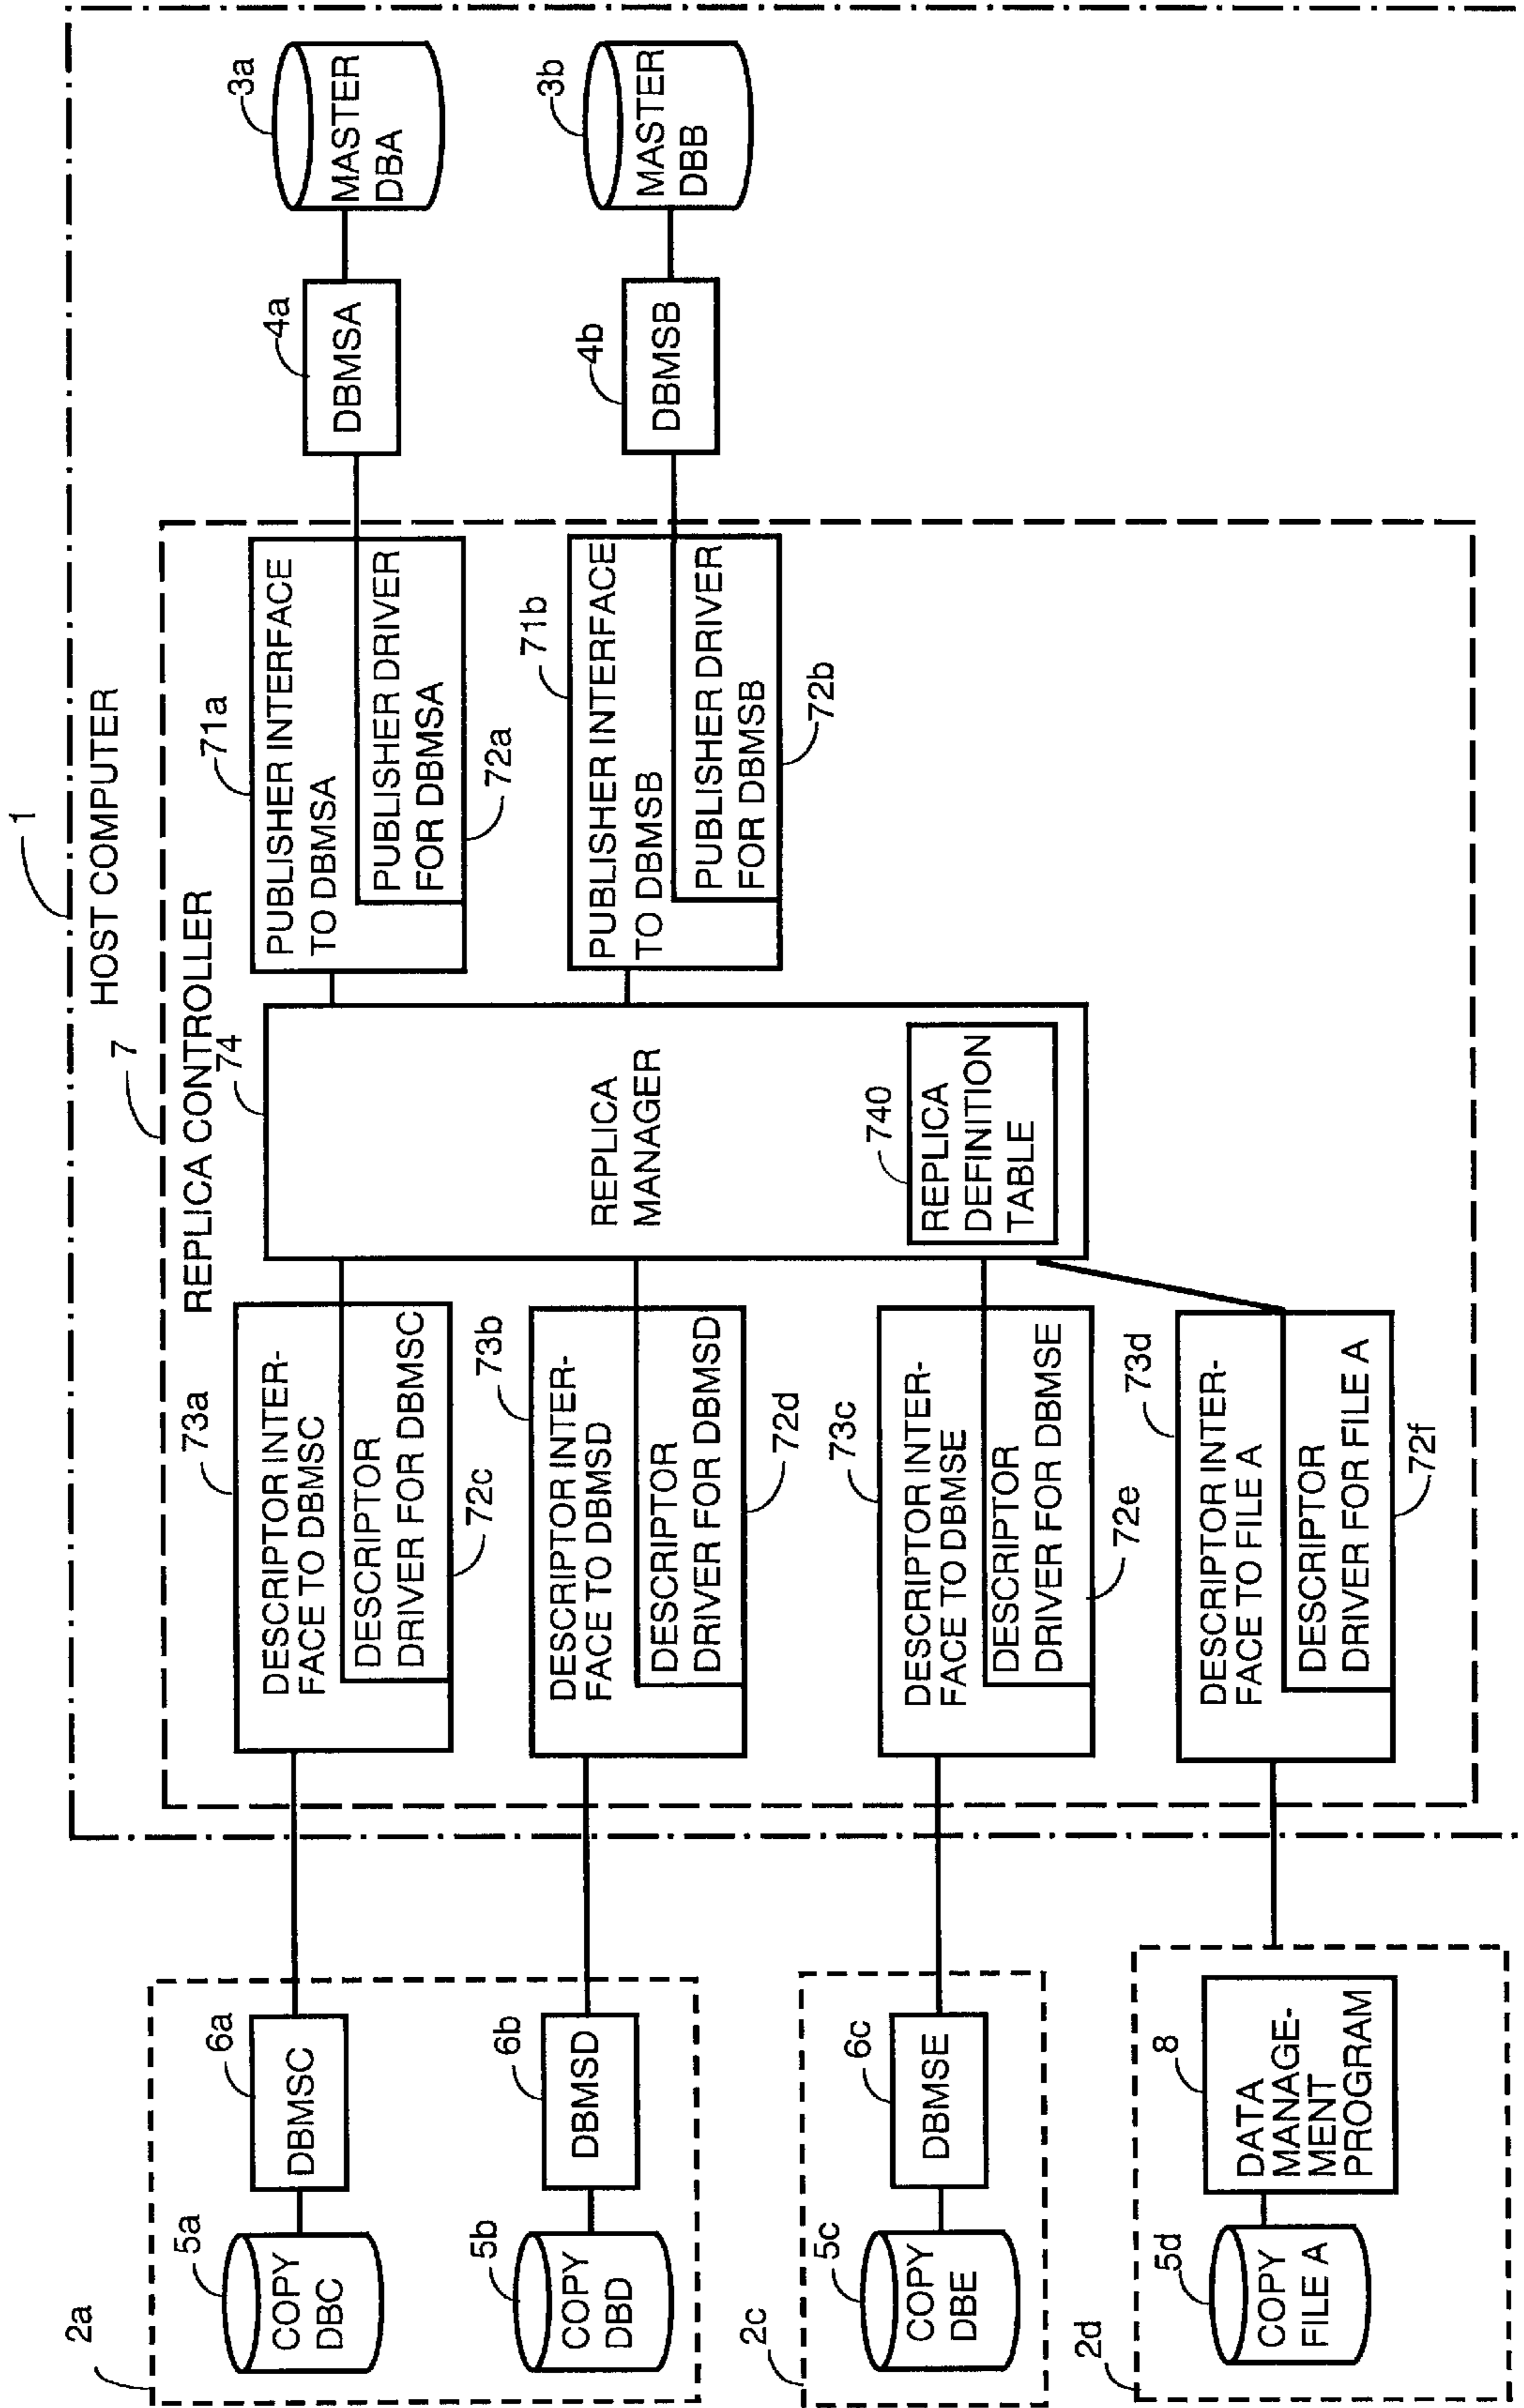 1
HOST COMPUTER
7
REPLICA CONTROLLER
2a
5a
COPY
DBC
6a
DBMSC
73a
DESCRIPTOR INTER-
FACE TO DBMSC
DESCRIPTOR
DRIVER FOR DBMSC
72c
74
REPLICA
MANAGER
740
REPLICA
DEFINITION
TABLE
71a
PUBLISHER INTERFACE
TO DBMSA
PUBLISHER DRIVER
FOR DBMSA
72a
4a
DBMSA
3a
MASTER
DBA
5b
COPY
DBD
6b
DBMSD
73b
DESCRIPTOR INTER-
FACE TO DBMSD
DESCRIPTOR
DRIVER FOR DBMSD
72d
71b
PUBLISHER INTERFACE
TO DBMSB
PUBLISHER DRIVER
FOR DBMSB
72b
4b
DBMSB
3b
MASTER
DBB
2c
5c
COPY
DBE
6c
DBMSE
73c
DESCRIPTOR INTER-
FACE TO DBMSE
DESCRIPTOR
DRIVER FOR DBMSE
72e
2d
5d
COPY
FILE A
8
DATA
MANAGE-
MENT
PROGRAM
73d
DESCRIPTOR INTER-
FACE TO FILE A
DESCRIPTOR
DRIVER FOR FILE A
72f